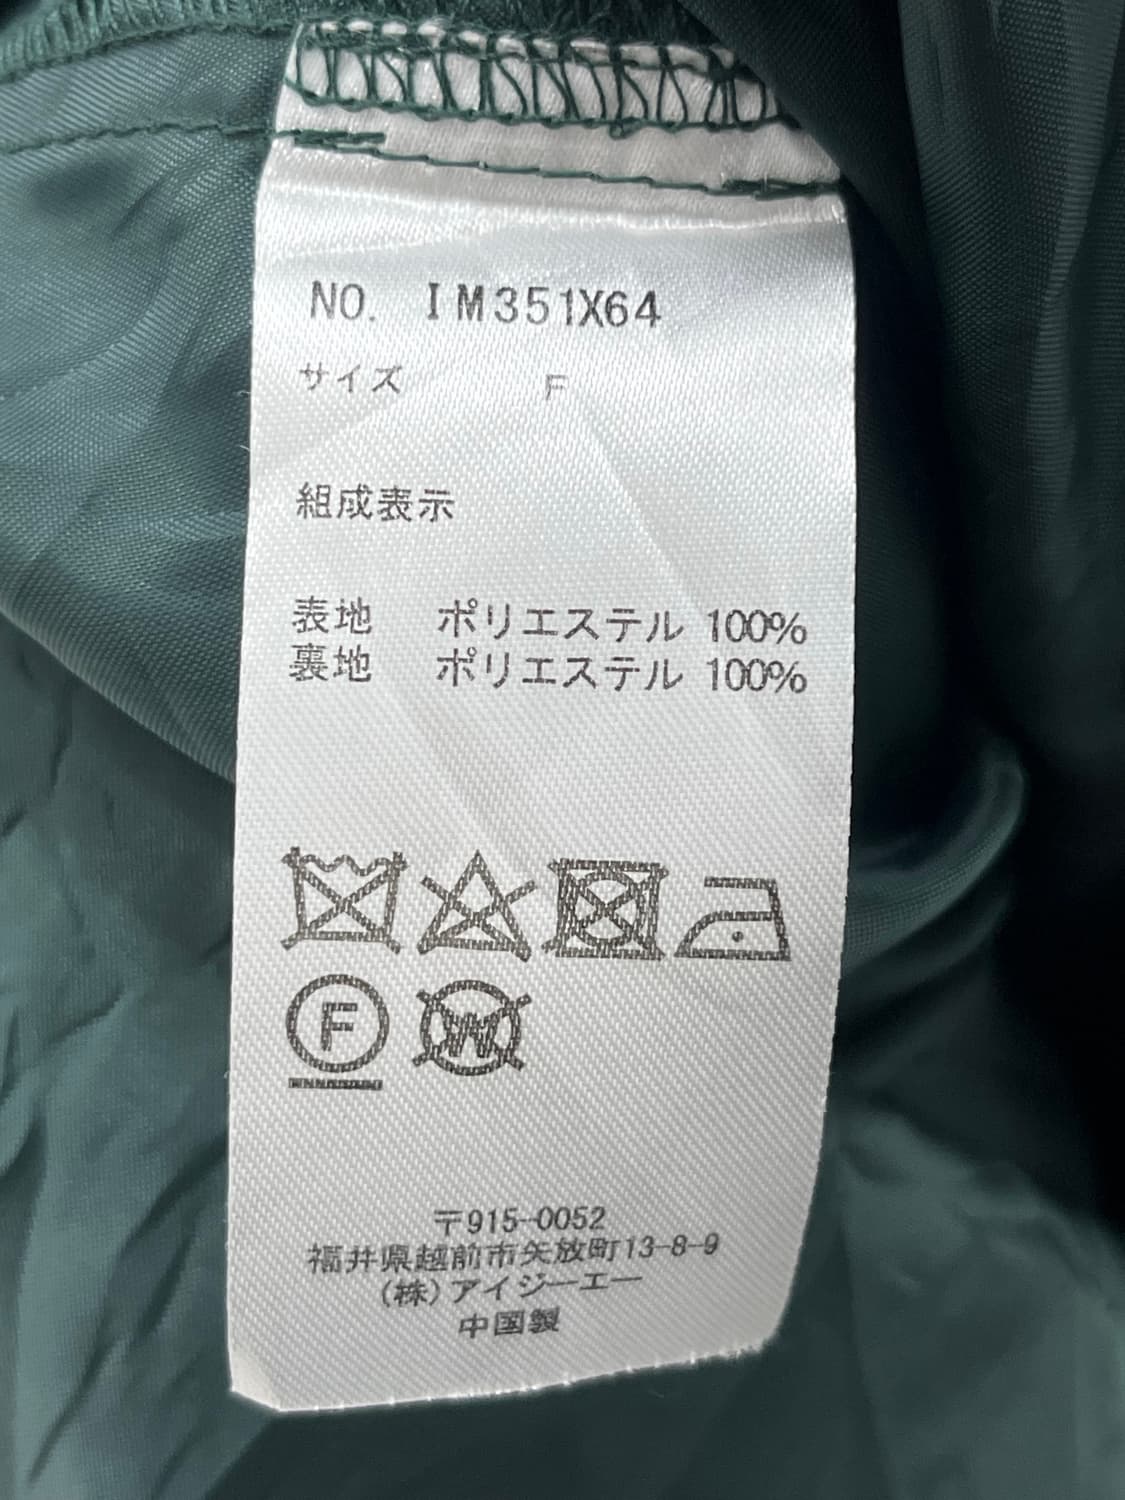 NO. IM351X64
サイズ F
組成表示
表地 ポリエステル 100%
裏地 ポリエステル 100%
F W
〒915-0052
福井県越前市矢放町13-8-9
(株)アイジーエー
中国製